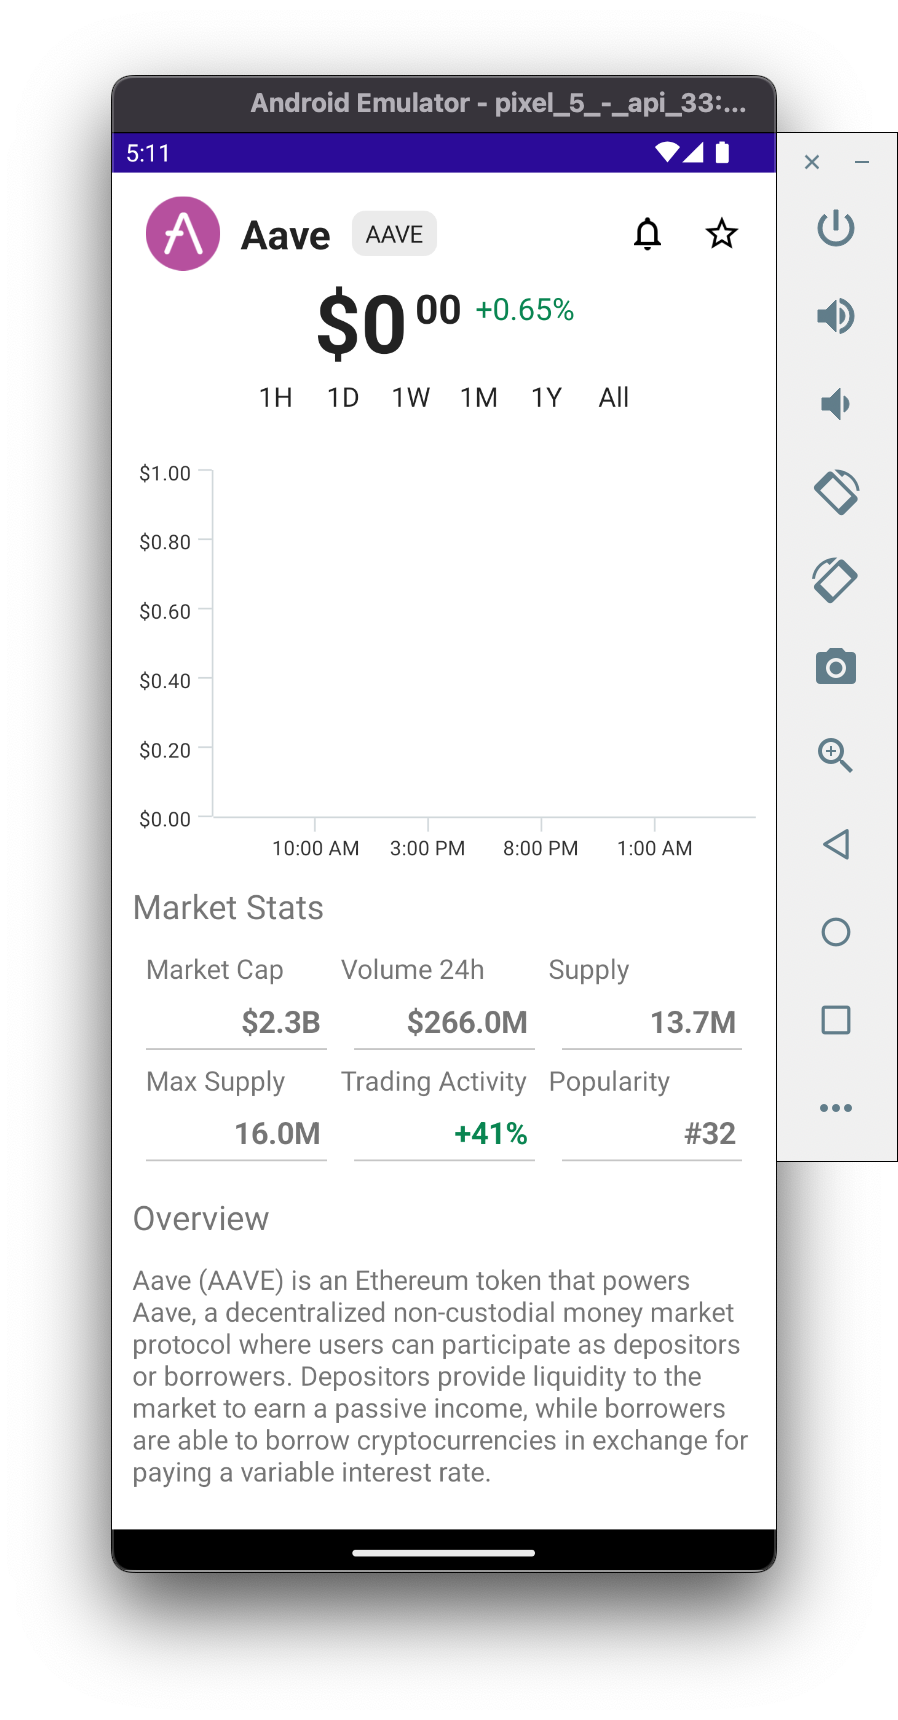 Android Emulator - pixel_5_-_api_33:...
5:11
Aave AAVE
$0 00 +0.65%
1H 1D 1W 1M 1Y All
$1.00
$0.80
$0.60
$0.40
$0.20
$0.00
10:00 AM 3:00 PM 8:00 PM 1:00 AM
Market Stats
Market Cap Volume 24h Supply
$2.3B $266.0M 13.7M
Max Supply Trading Activity Popularity
16.0M +41% #32
Overview
Aave (AAVE) is an Ethereum token that powers
Aave, a decentralized non-custodial money market
protocol where users can participate as depositors
or borrowers. Depositors provide liquidity to the
market to earn a passive income, while borrowers
are able to borrow cryptocurrencies in exchange for
paying a variable interest rate.